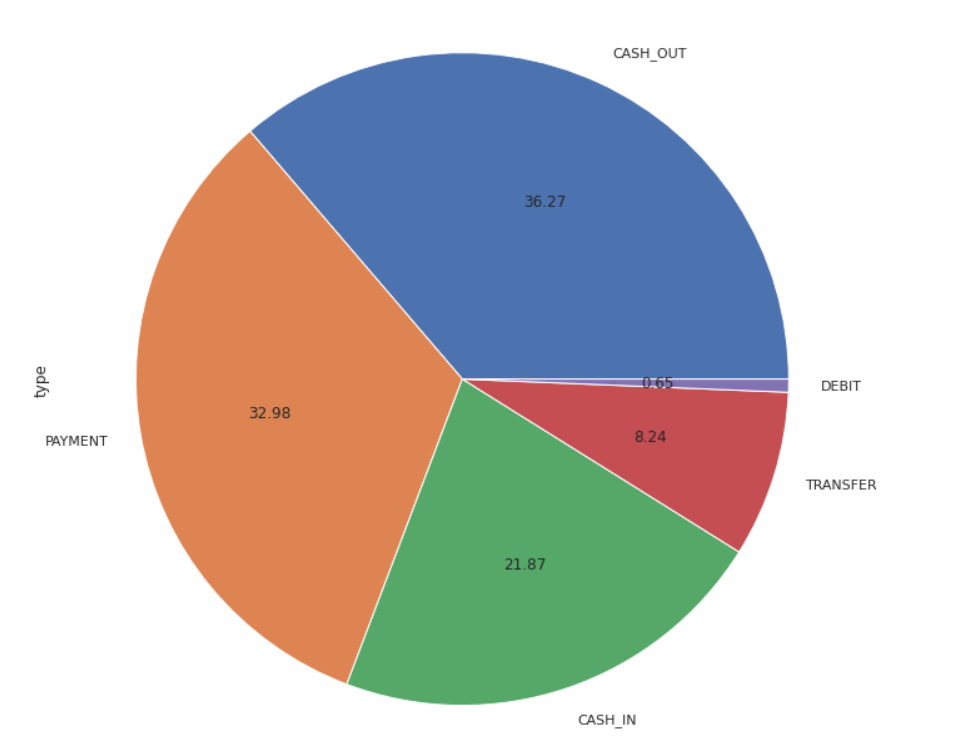 CASH_OUT
36.27
0.65
DEBIT
type
32.98
8.24
PAYMENT
TRANSFER
21.87
CASH_IN